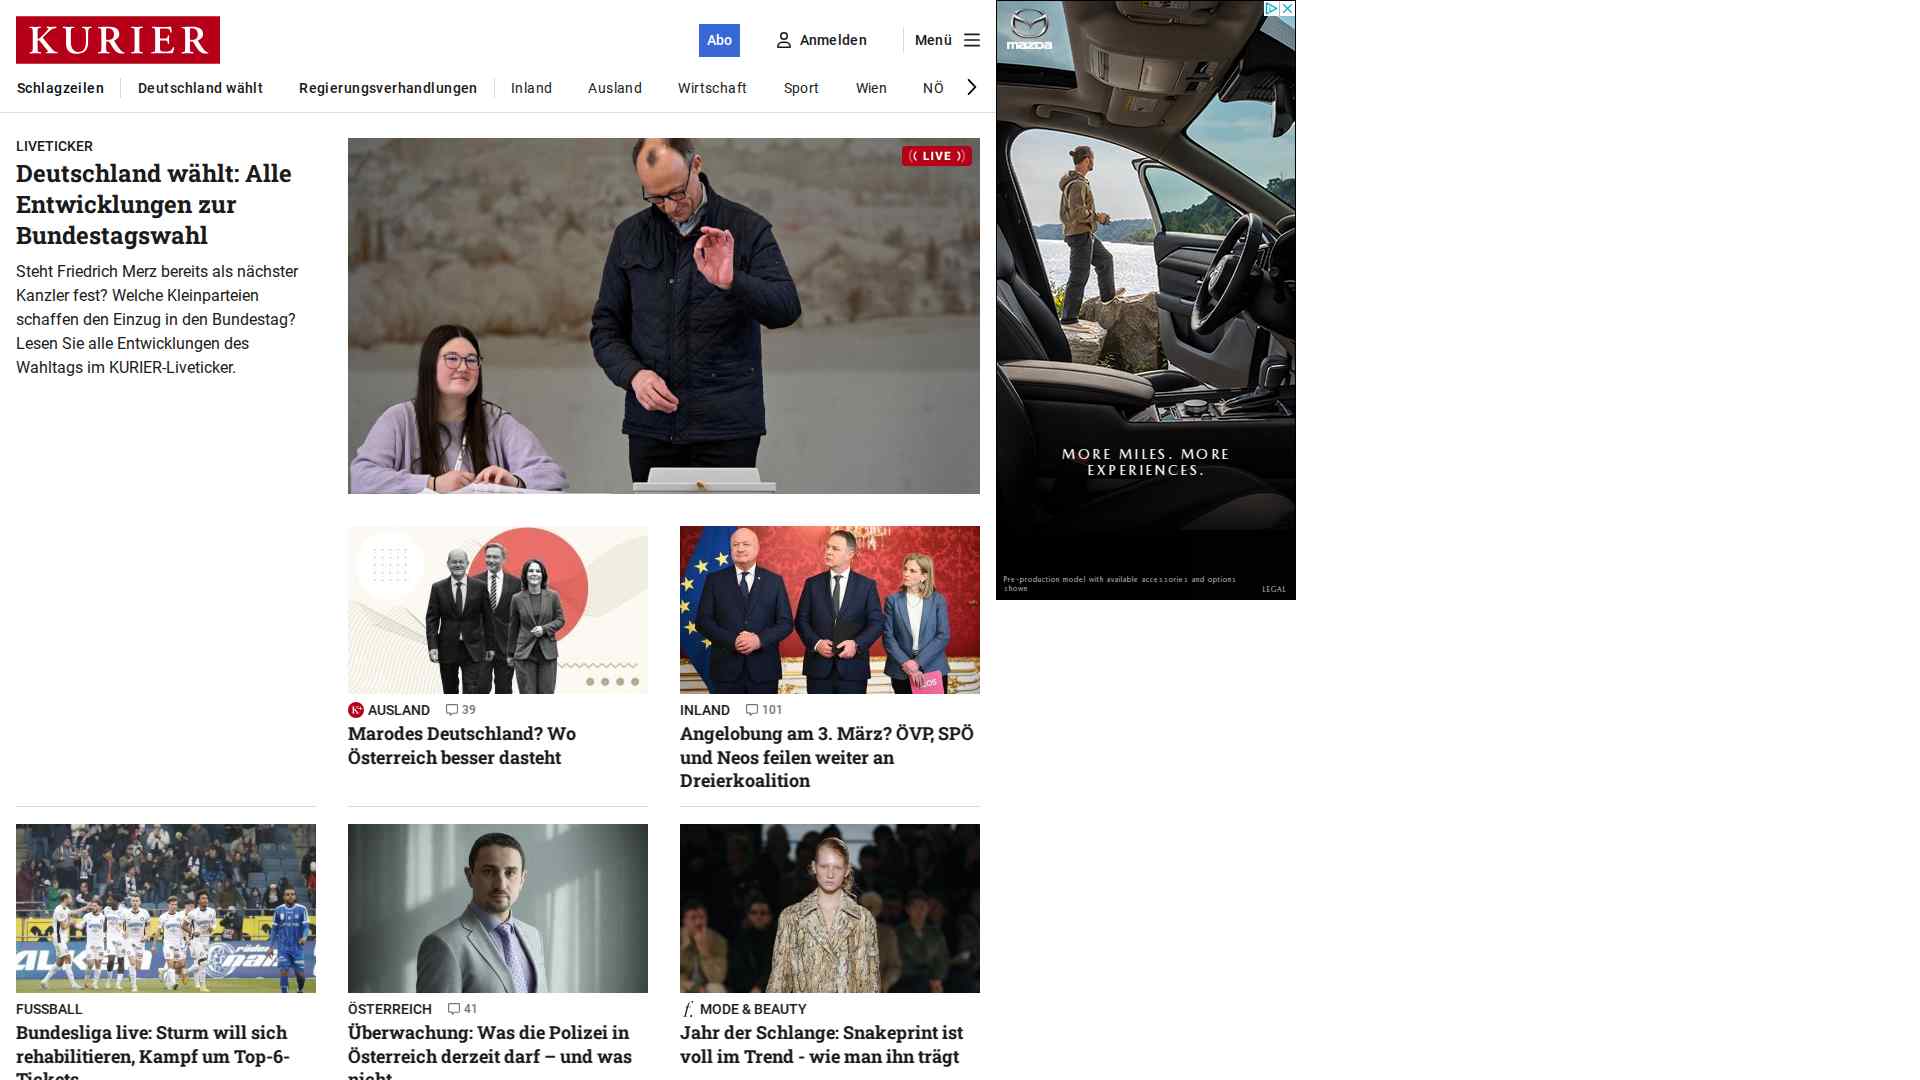 KURIER
Abo
Anmelden
Menü
Schlagzeilen
Deutschland wählt
Regierungsverhandlungen
Inland
Ausland
Wirtschaft
Sport
Wien
NÖ
LIVETICKER
Deutschland wählt: Alle
Entwicklungen zur
Bundestagswahl
Steht Friedrich Merz bereits als nächster
Kanzler fest? Welche Kleinparteien
schaffen den Einzug in den Bundestag?
Lesen Sie alle Entwicklungen des
Wahltags im KURIER-Liveticker.
LIVE
AUSLAND 39
Marodes Deutschland? Wo
Österreich besser dasteht
INLAND 101
Angelobung am 3. März? ÖVP, SPÖ
und Neos feilen weiter an
Dreierkoalition
FUSSBALL
Bundesliga live: Sturm will sich
rehabilitieren, Kampf um Top-6-
Tickets
ÖSTERREICH 41
Überwachung: Was die Polizei in
Österreich derzeit darf – und was
nicht
f. MODE & BEAUTY
Jahr der Schlange: Snakeprint ist
voll im Trend - wie man ihn trägt
mazda
MORE MILES. MORE
EXPERIENCES.
Pre-production model with available accessories and options
showe
LEGAL